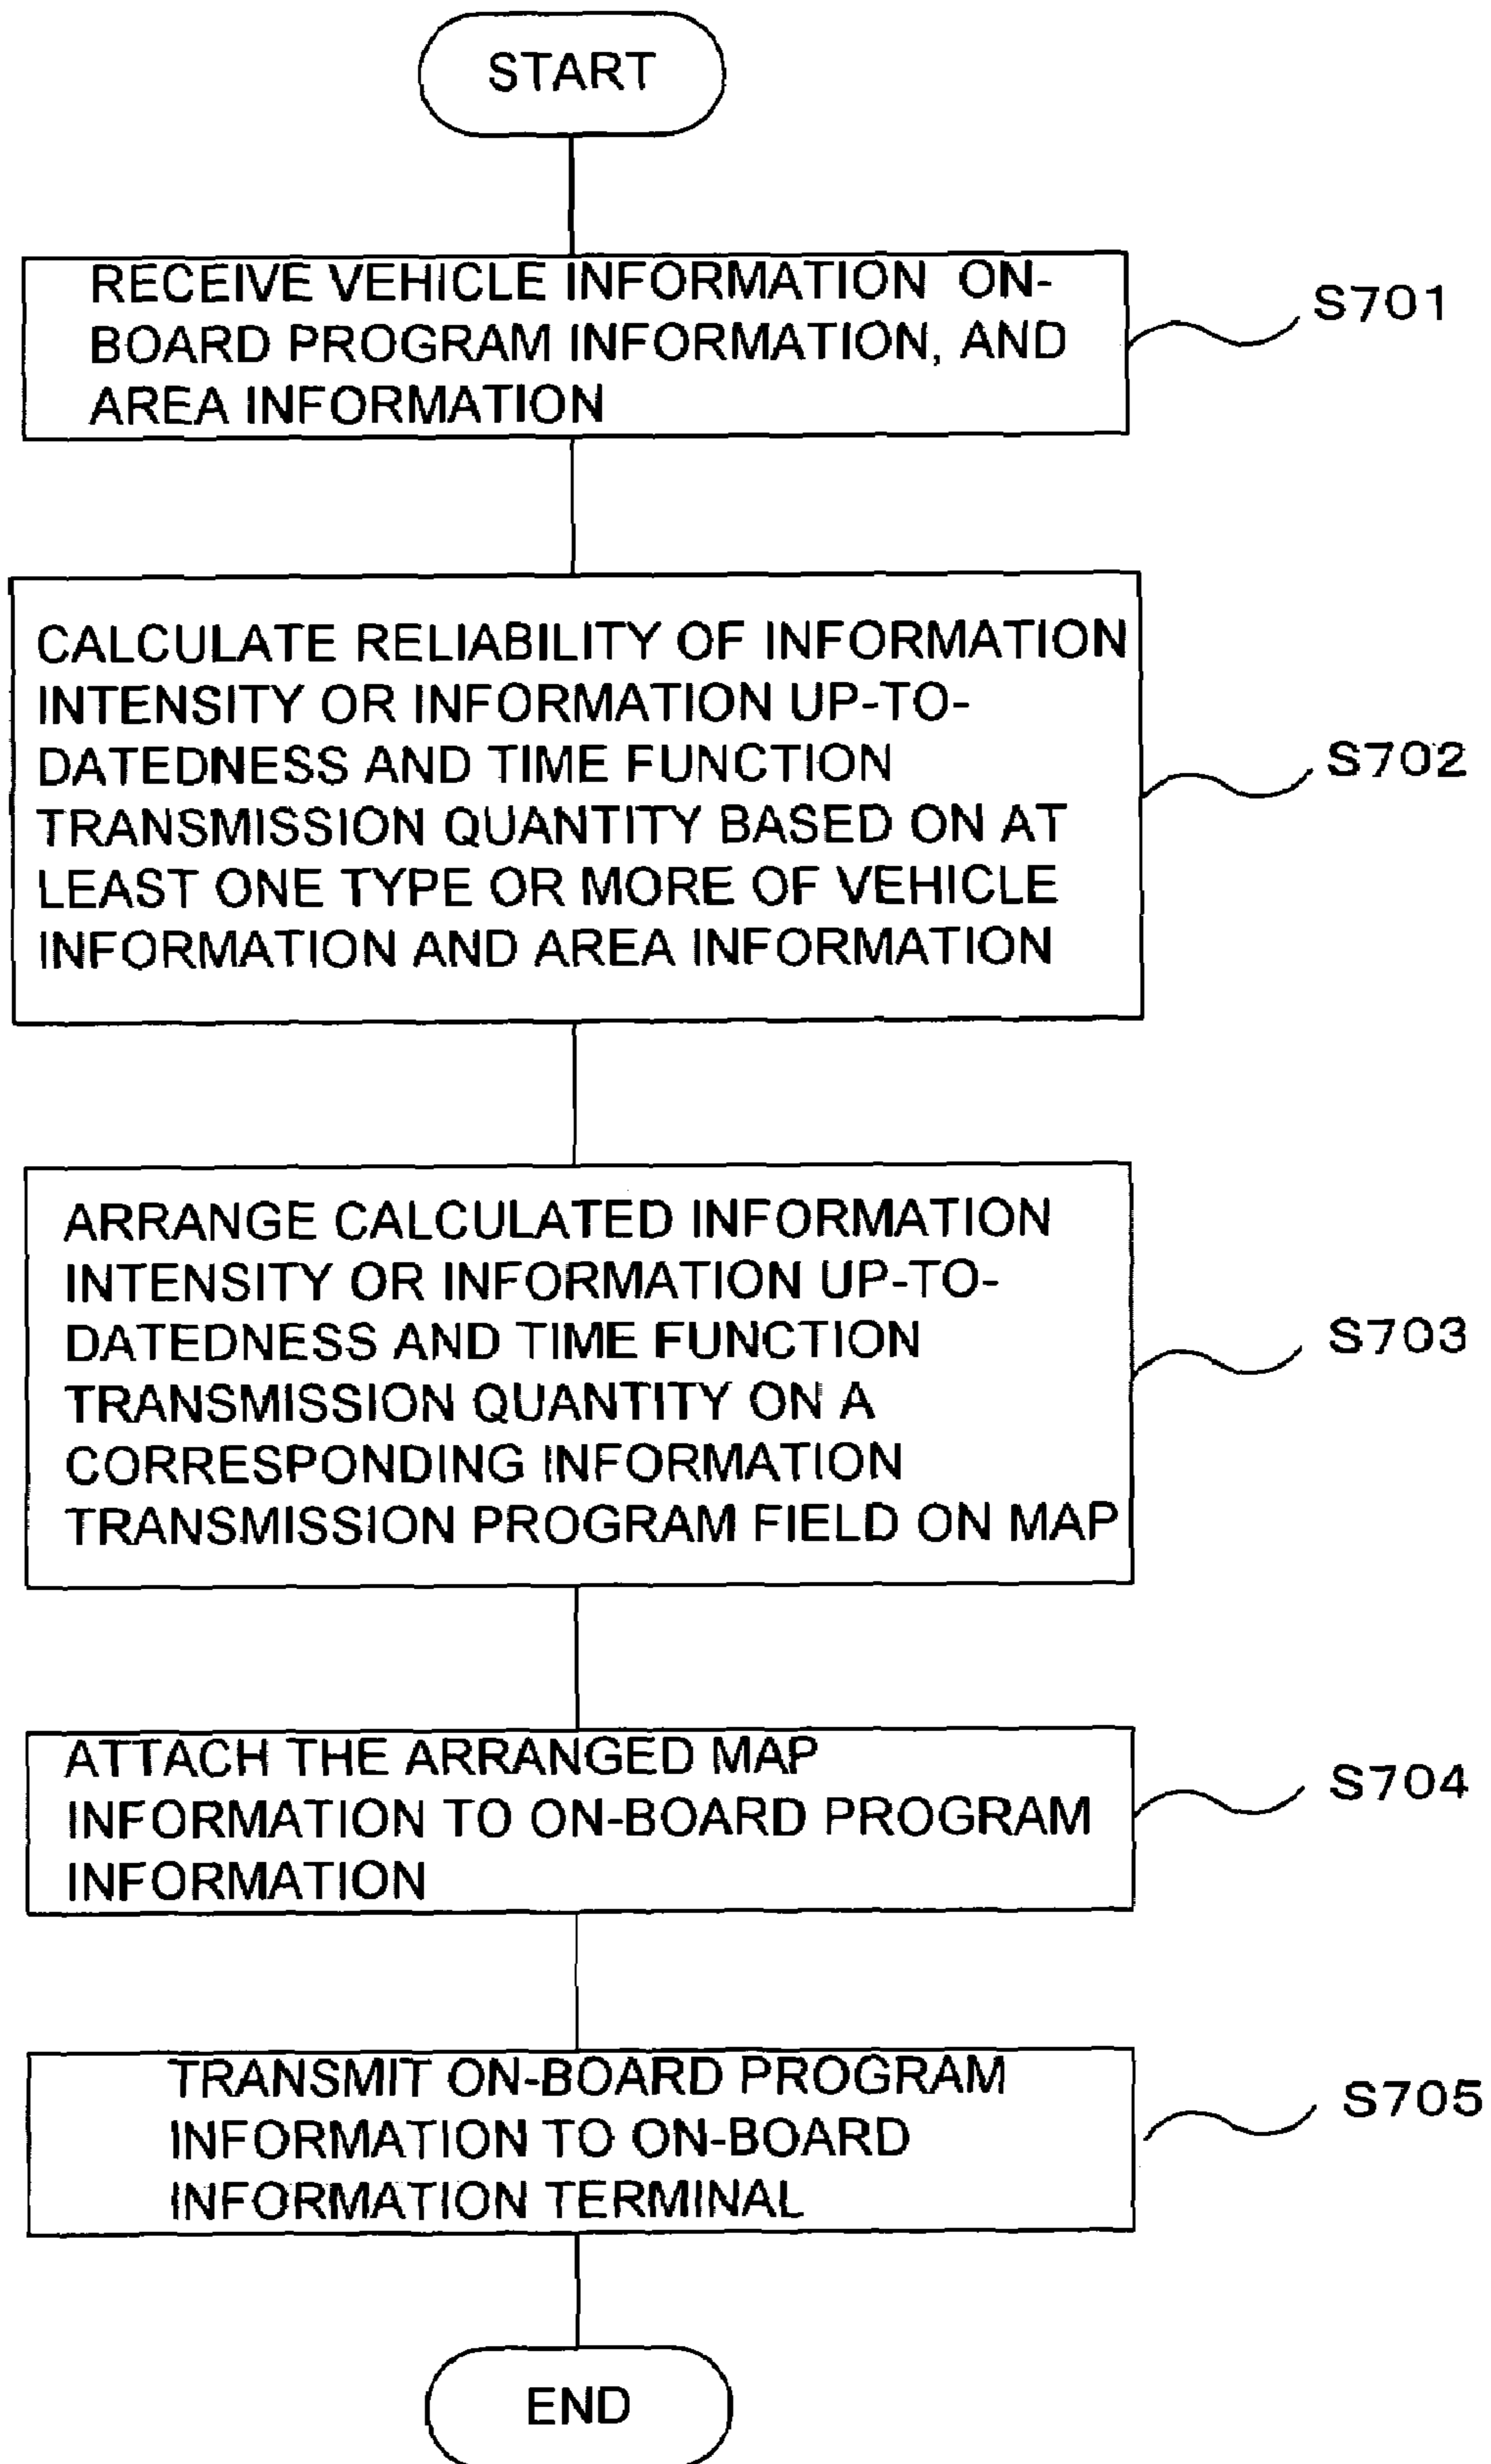 START
RECEIVE VEHICLE INFORMATION ON-
BOARD PROGRAM INFORMATION, AND
AREA INFORMATION
S701
CALCULATE RELIABILITY OF INFORMATION
INTENSITY OR INFORMATION UP-TO-
DATEDNESS AND TIME FUNCTION
TRANSMISSION QUANTITY BASED ON AT
LEAST ONE TYPE OR MORE OF VEHICLE
INFORMATION AND AREA INFORMATION
S702
ARRANGE CALCULATED INFORMATION
INTENSITY OR INFORMATION UP-TO-
DATEDNESS AND TIME FUNCTION
TRANSMISSION QUANTITY ON A
CORRESPONDING INFORMATION
TRANSMISSION PROGRAM FIELD ON MAP
S703
ATTACH THE ARRANGED MAP
INFORMATION TO ON-BOARD PROGRAM
INFORMATION
S704
TRANSMIT ON-BOARD PROGRAM
INFORMATION TO ON-BOARD
INFORMATION TERMINAL
S705
END